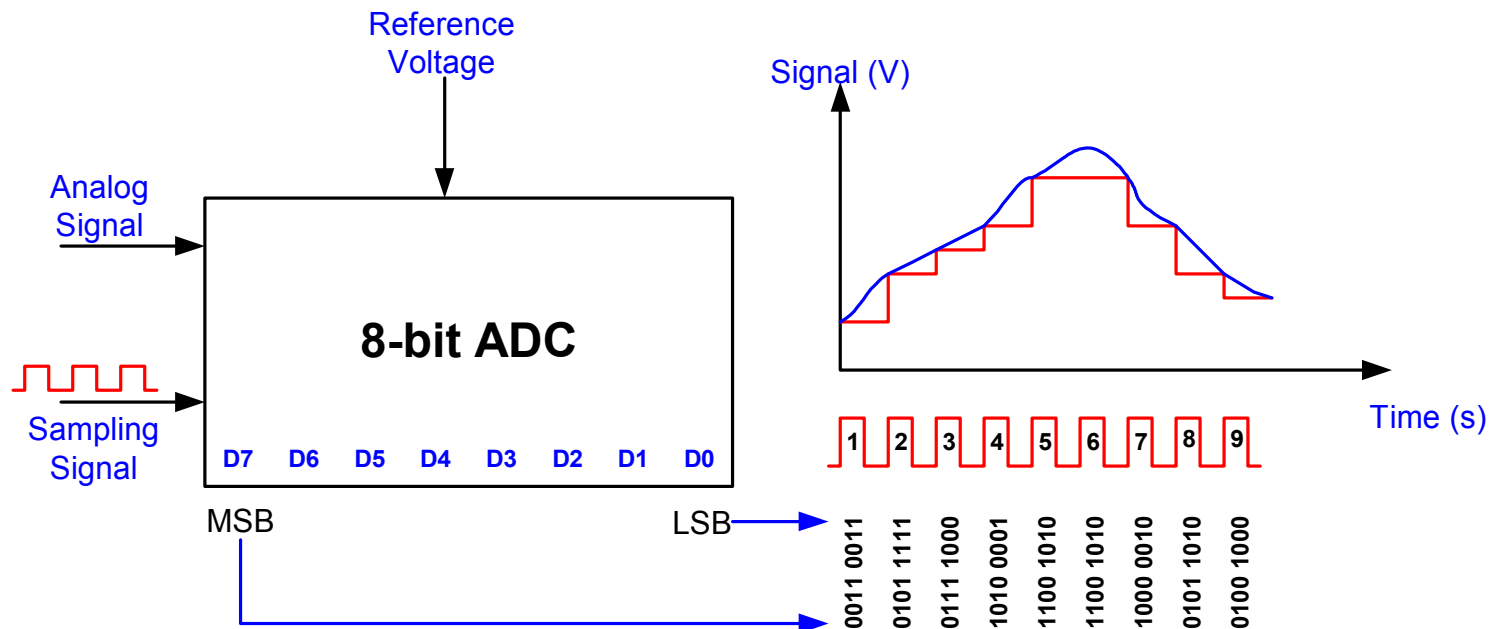 Reference
Voltage
Analog
Signal
8-bit ADC
Sampling
Signal
D7 D6 D5 D4 D3 D2 D1 D0
MSB
LSB
Signal (V)
Time (s)
1 2 3 4 5 6 7 8 9
0011 0011
0101 1111
0111 1000
1010 0001
1100 1010
1100 1010
1000 0010
0101 1010
0100 1000